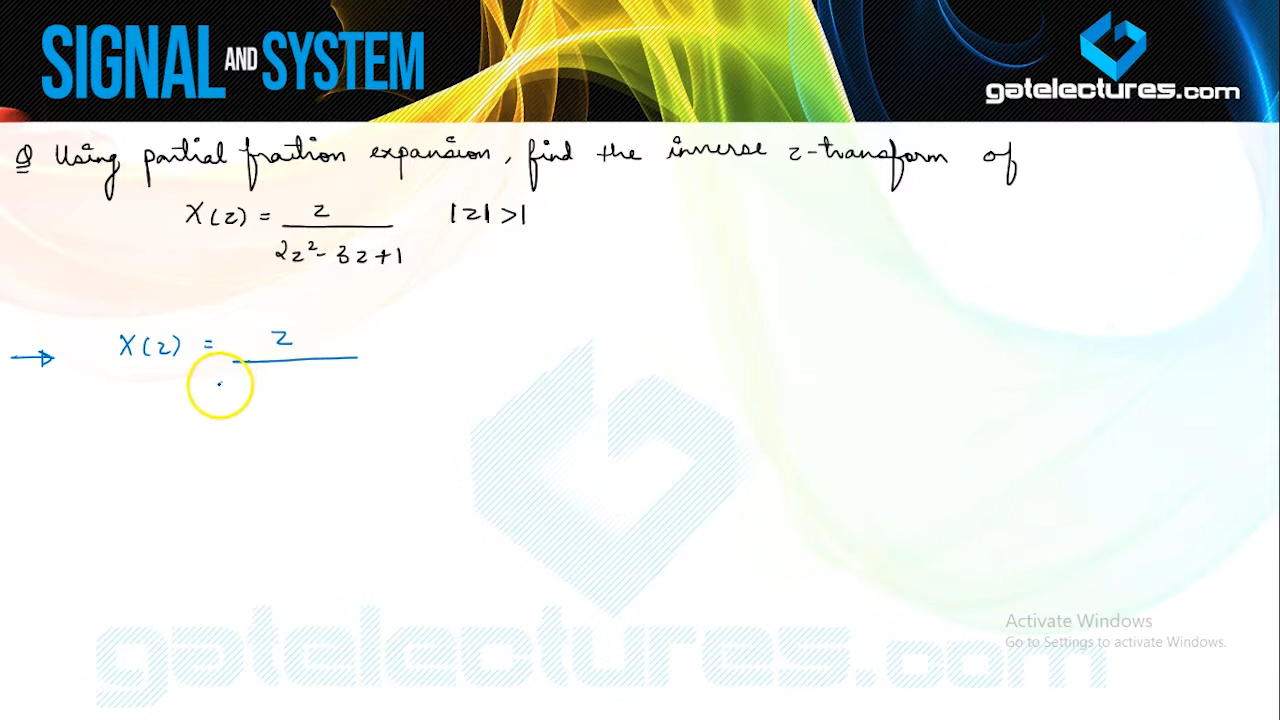 SIGNAL AND SYSTEM
gatelectures.com
Q Using partial fraction expansion, find the inverse z-transform of
X(z) = z / 2z² - 3z + 1 |z| > 1
→ X(z) = z
gatelectures.com
Activate Windows
Go to Settings to activate Windows.